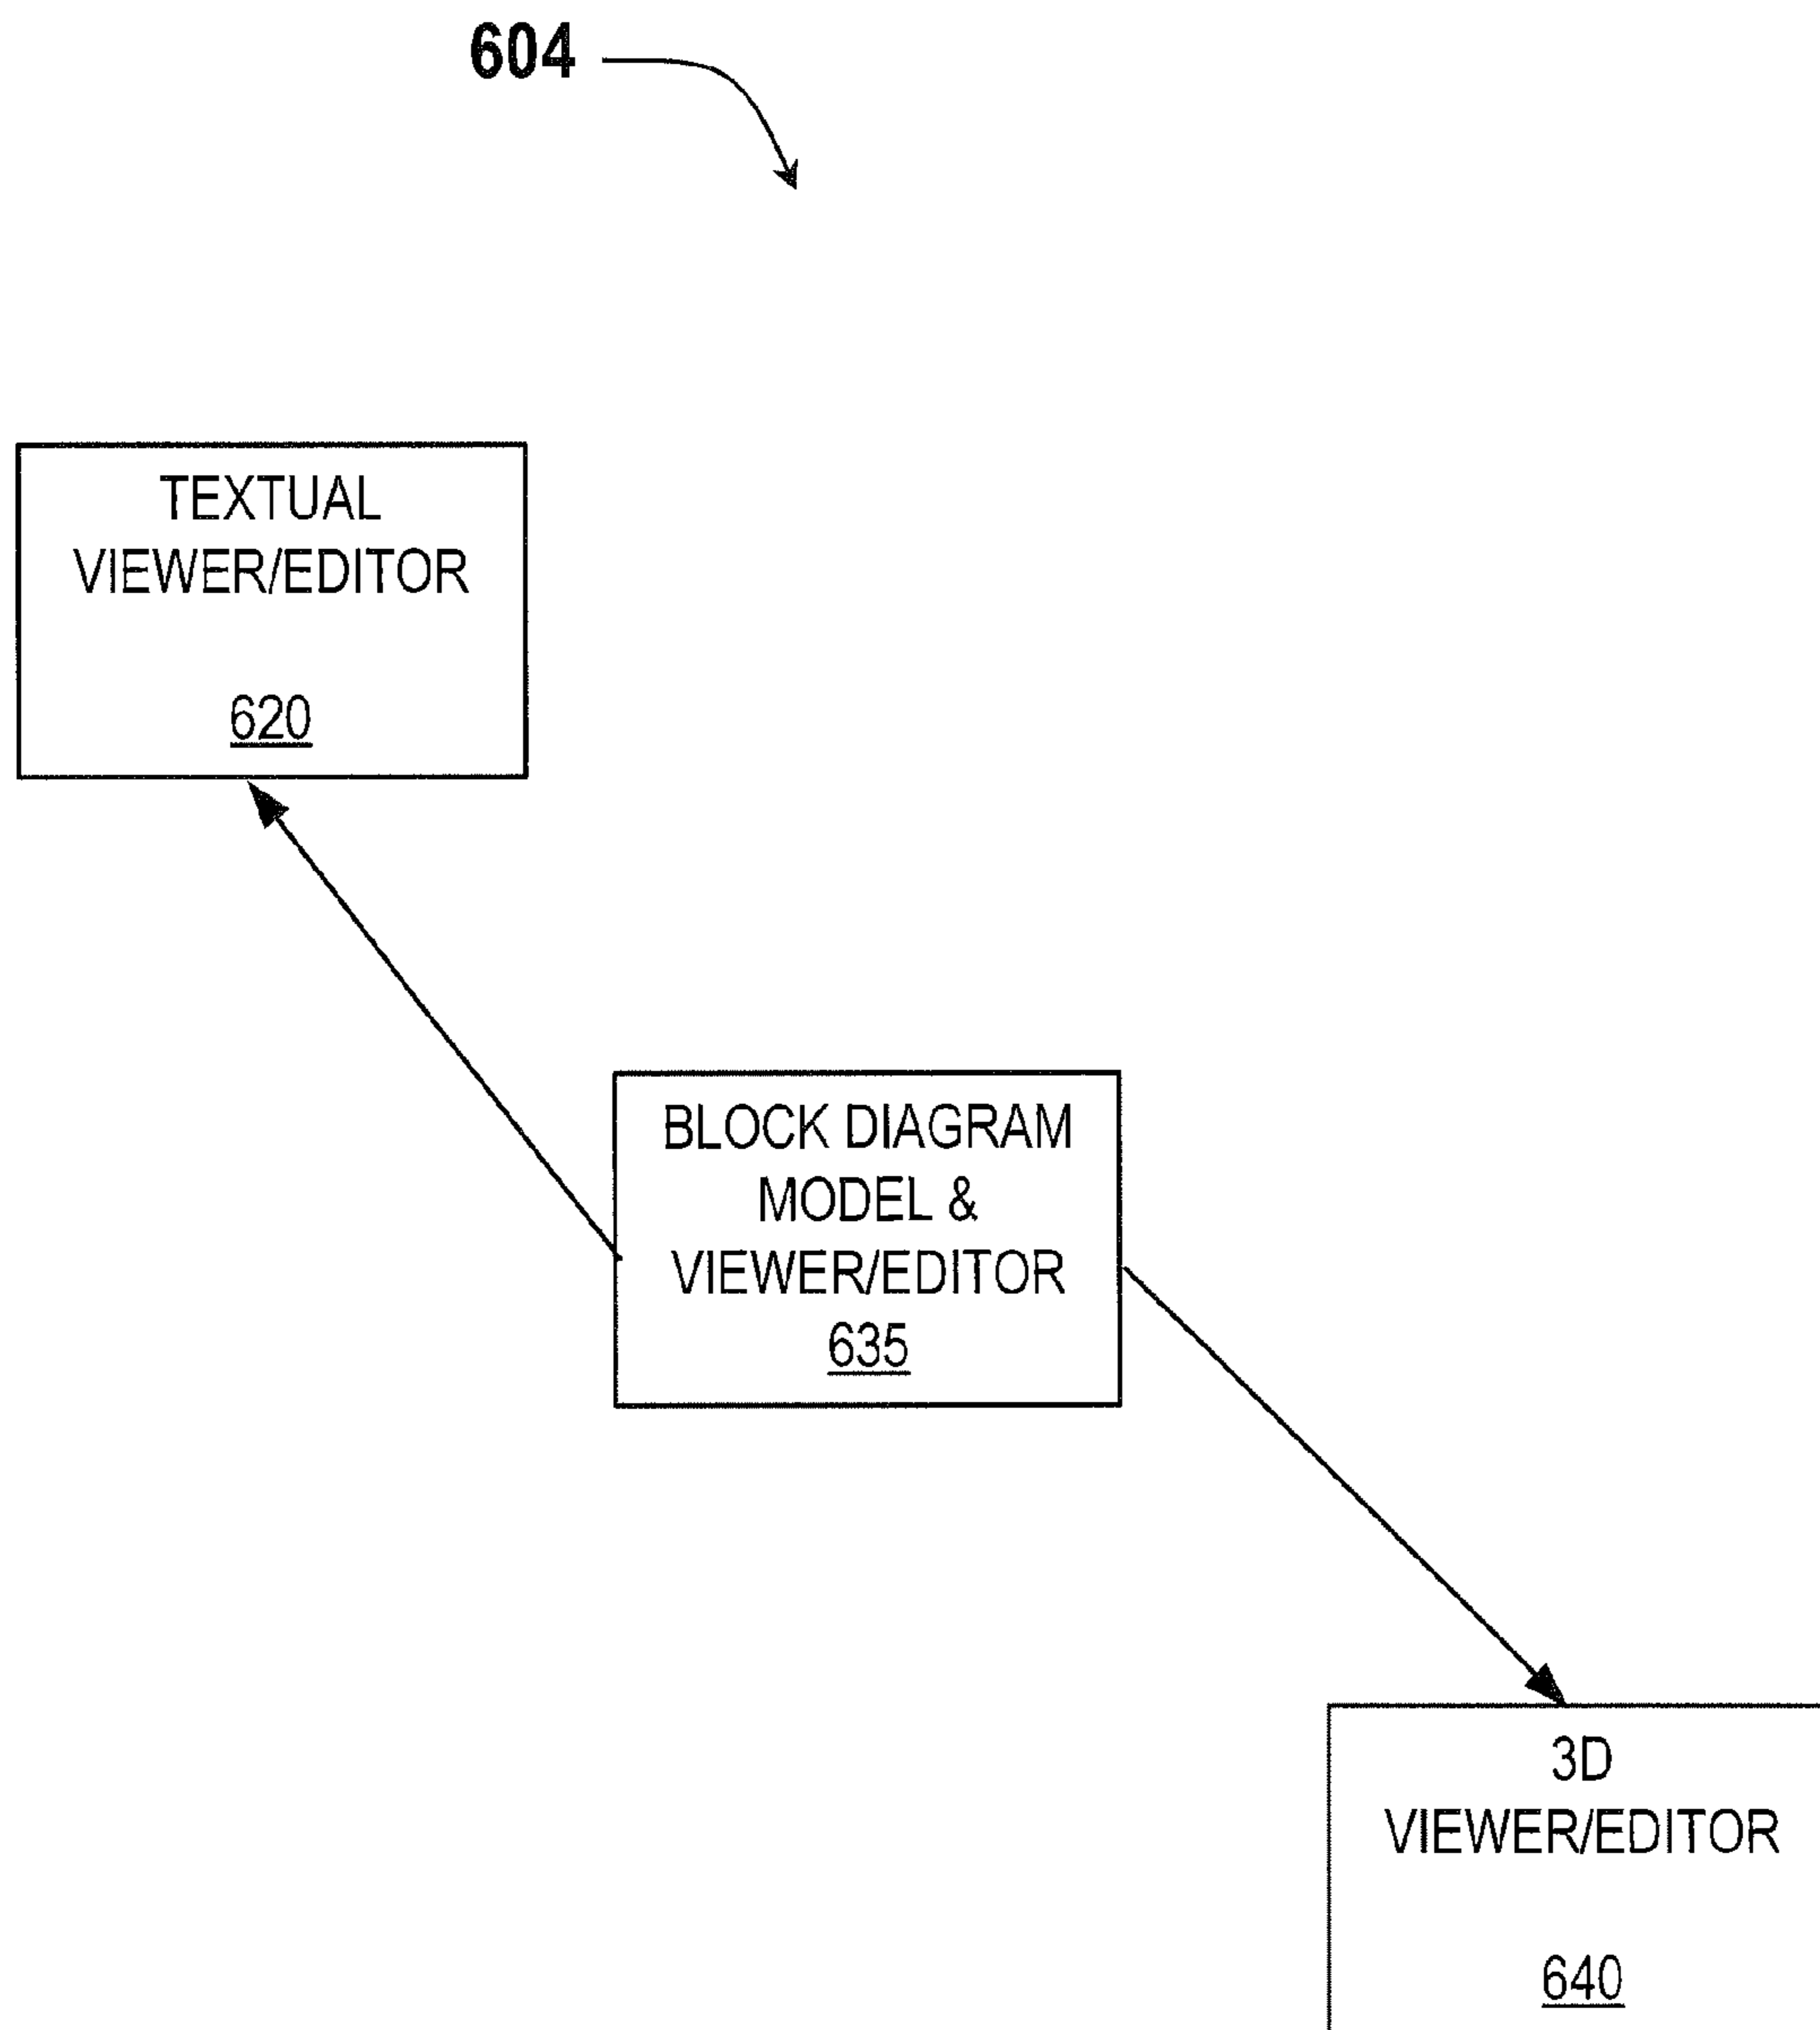 604
TEXTUAL
VIEWER/EDITOR
620
BLOCK DIAGRAM
MODEL &
VIEWER/EDITOR
635
3D
VIEWER/EDITOR
640